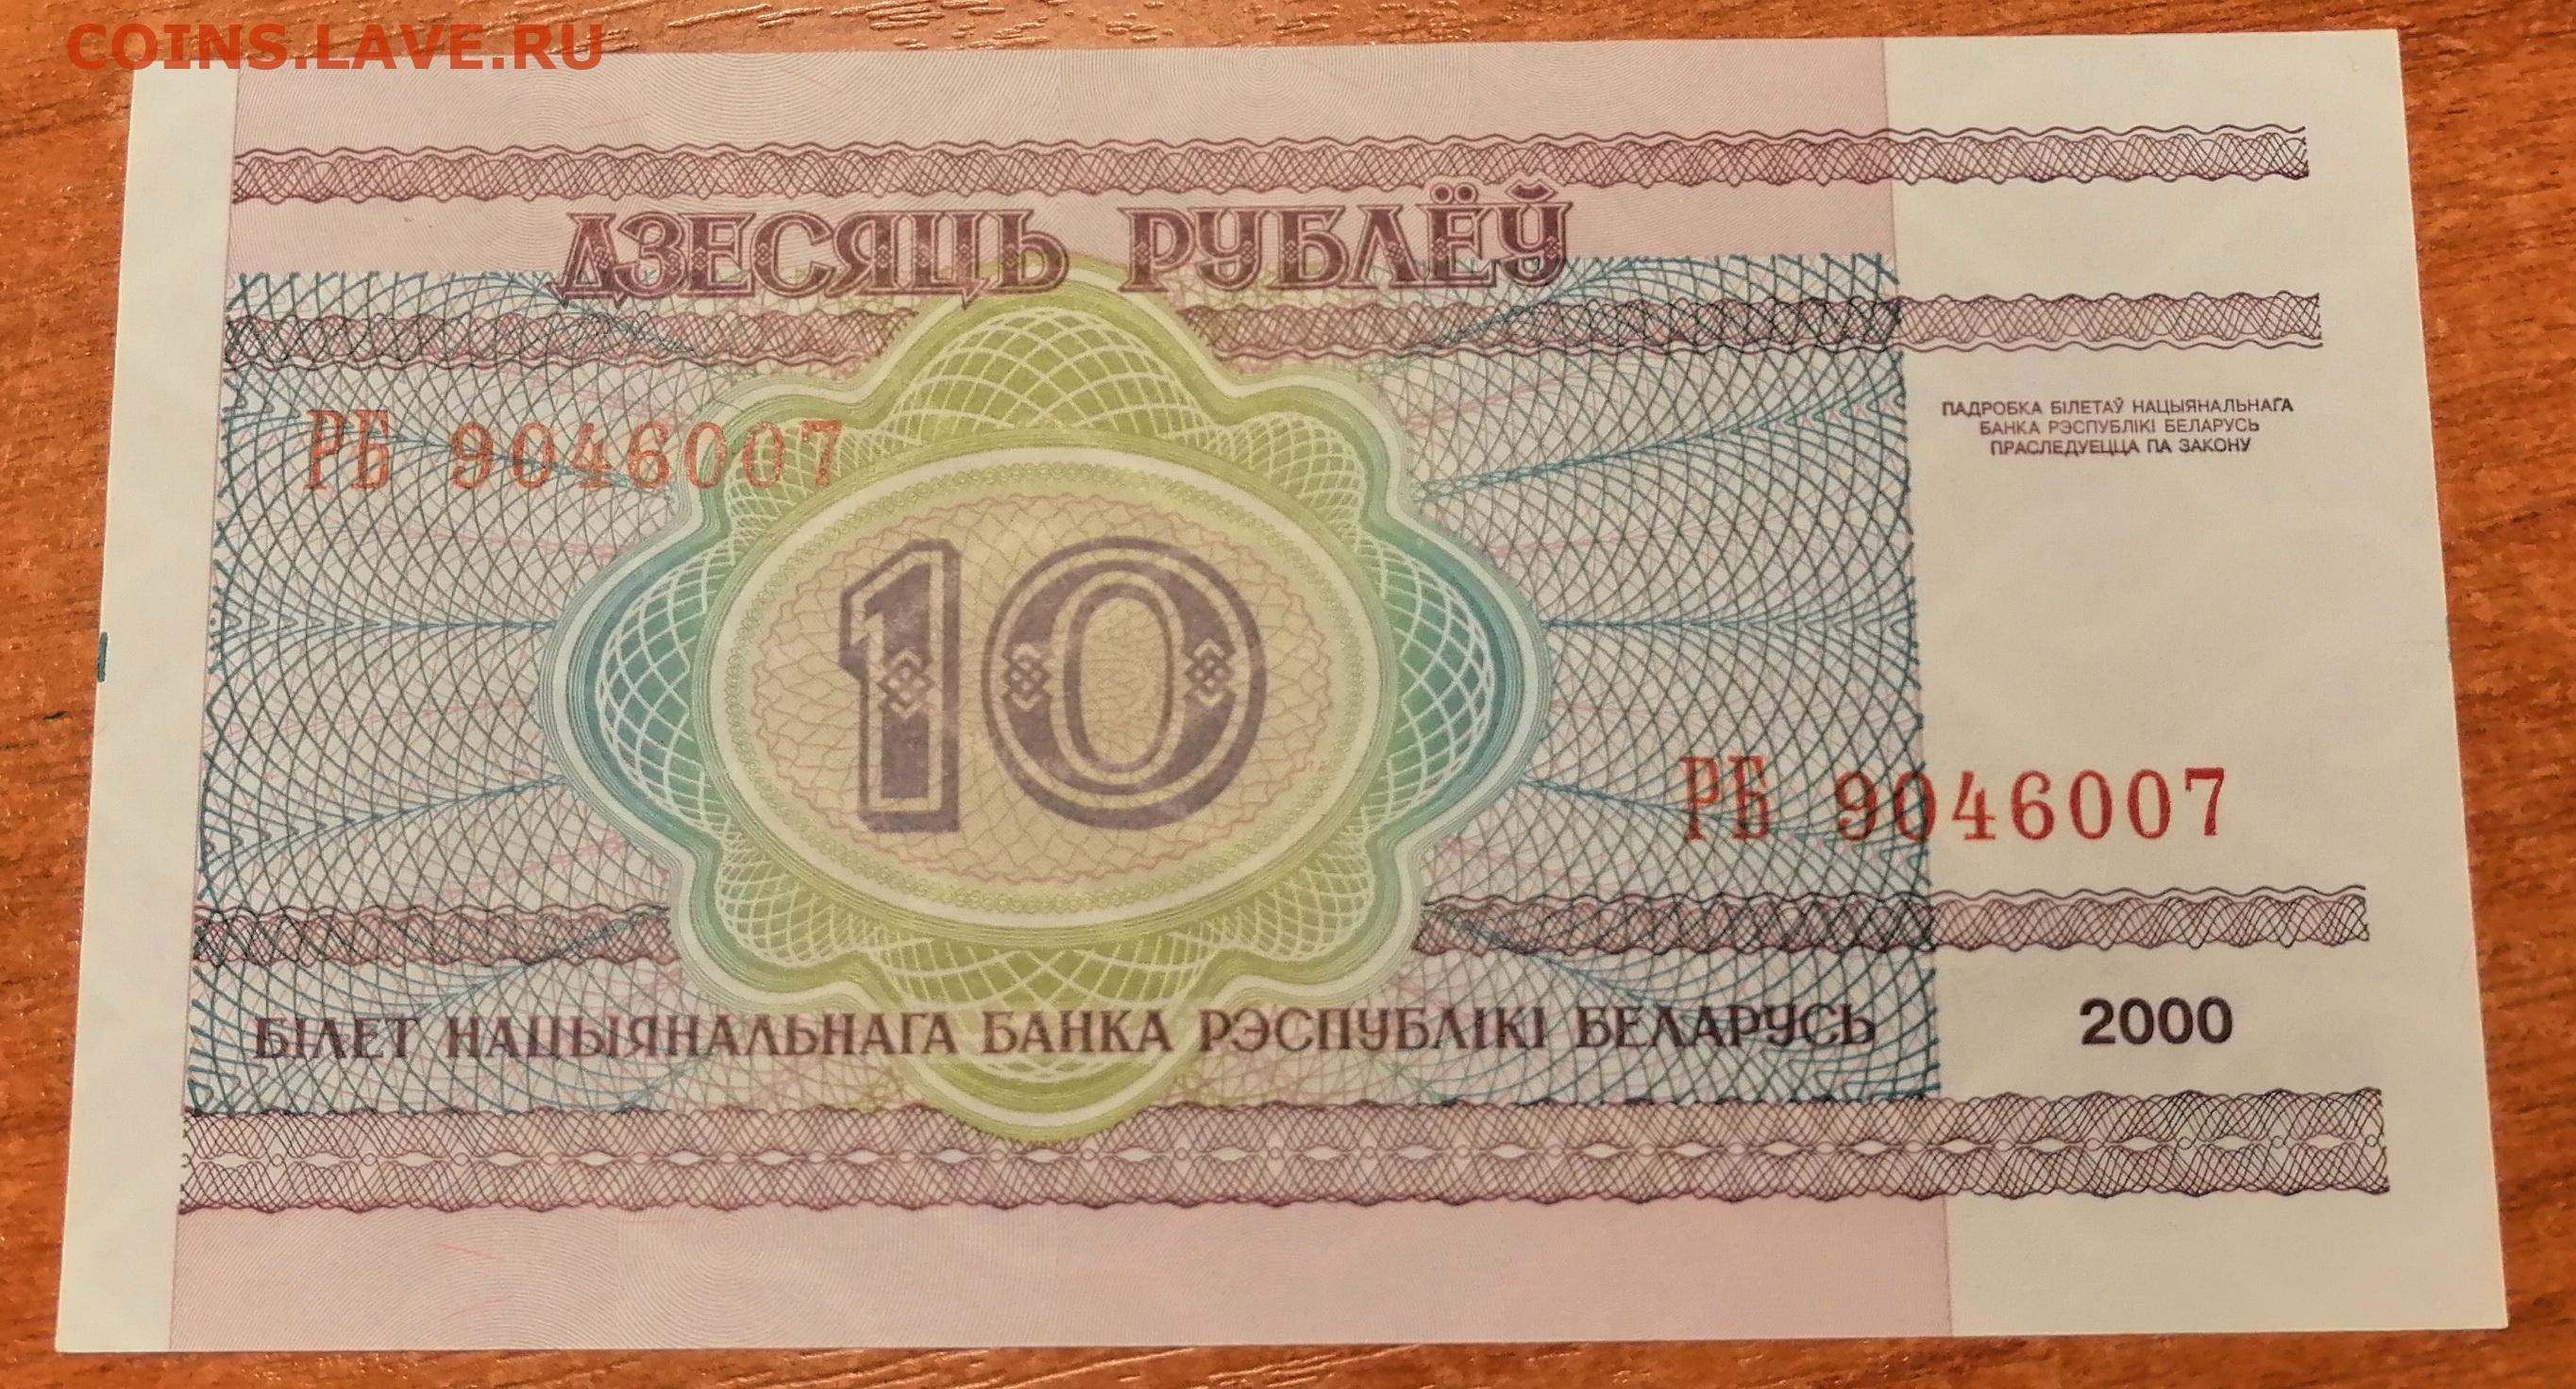 COINS.LAVE.RU
ДЗЕСЯЦЬ РУБЛЁЎ
ПАДРОБКА БІЛЕТАЎ НАЦЫЯНАЛЬНАГА
БАНКА РЭСПУБЛІКІ БЕЛАРУСЬ
ПРАСЛЕДУЕЦЦА ПА ЗАКОНУ
РБ 9046007
10
РБ 9046007
БІЛЕТ НАЦЫЯНАЛЬНАГА БАНКА РЭСПУБЛІКІ БЕЛАРУСЬ
2000